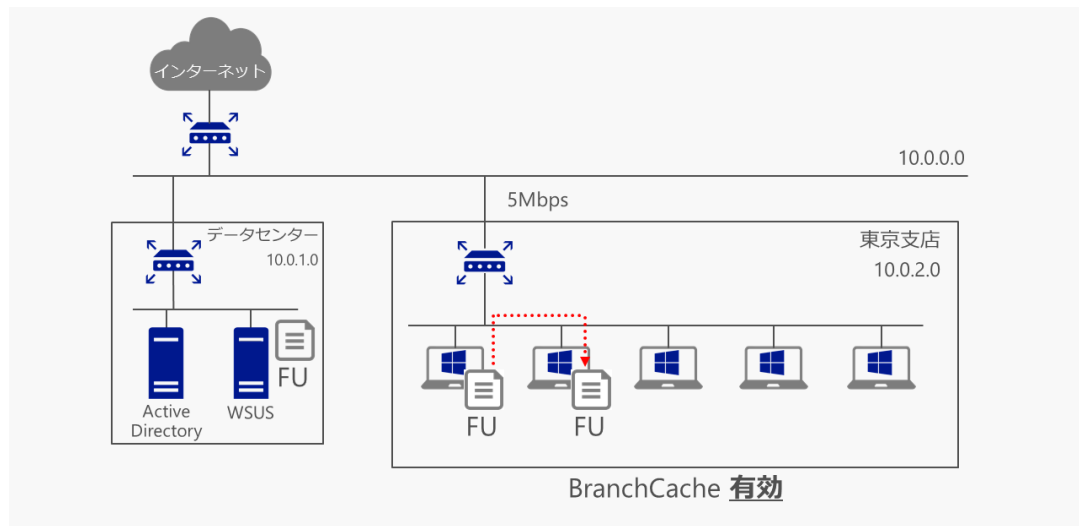 インターネット
10.0.0.0
5Mbps
データセンター
10.0.1.0
東京支店
10.0.2.0
FU
Active
Directory
WSUS
FU
FU
BranchCache 有効